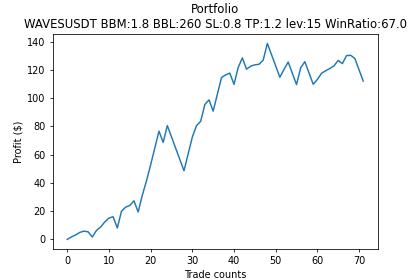 Portfolio
WAVESUSDT BBM:1.8 BBL:260 SL:0.8 TP:1.2 lev:15 WinRatio:67.0
140
120
100
80
60
40
20
0
Profit ($)
0 10 20 30 40 50 60 70
Trade counts